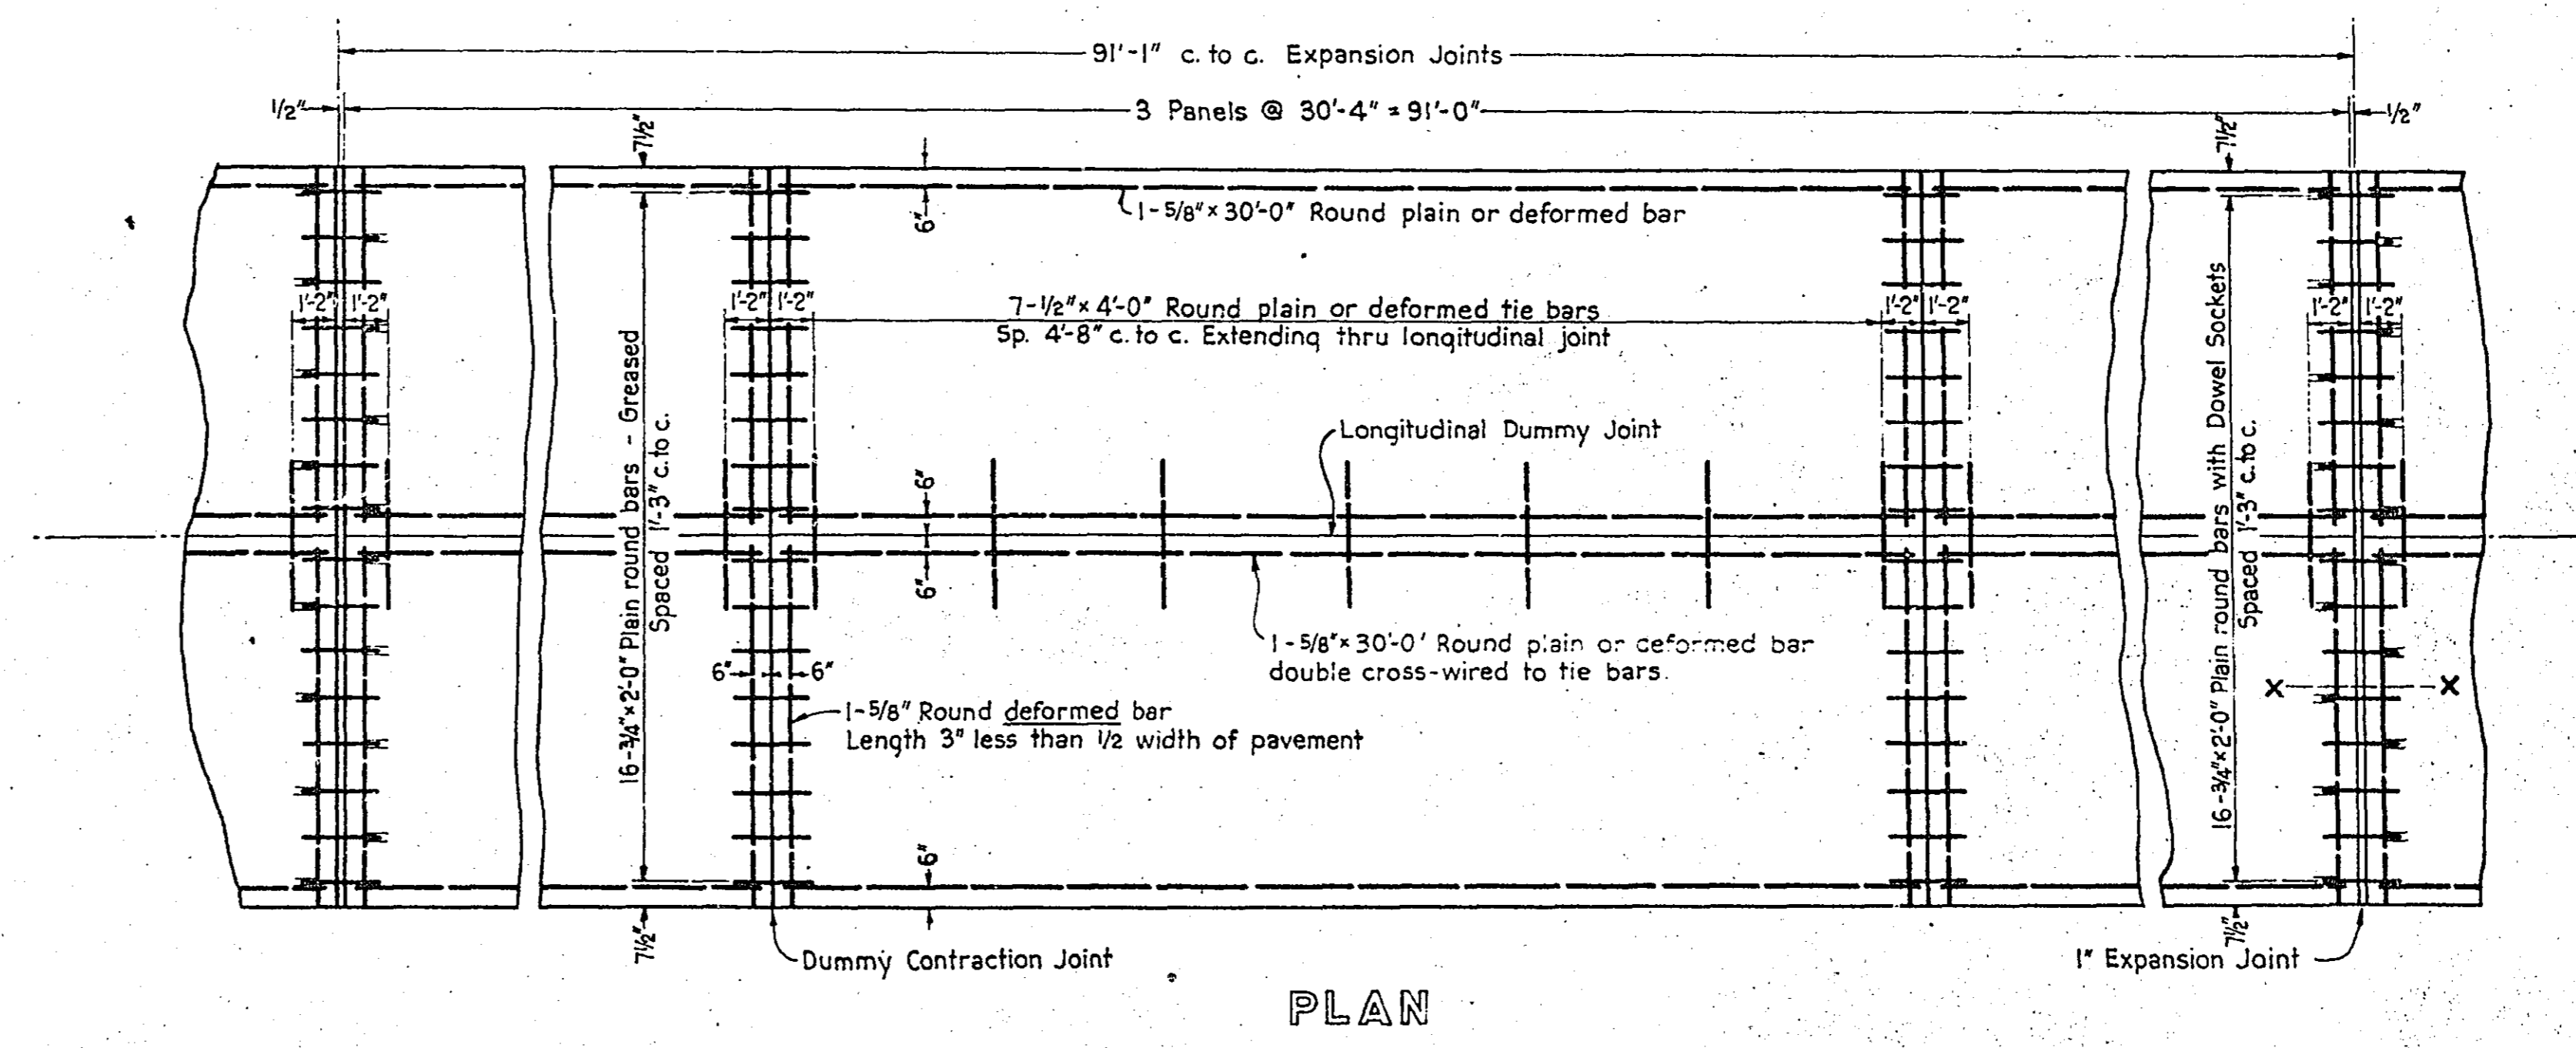 91'-1" c. to c. Expansion Joints
1/2"
3 Panels @ 30'-4" = 91'-0"
1/2"
7 1/2"
7 1/2"
6"
1-5/8" x 30'-0" Round plain or deformed bar
1'-2" 1'-2"
1'-2" 1'-2"
7-1/2" x 4'-0" Round plain or deformed tie bars
Sp. 4'-8" c. to c. Extending thru longitudinal joint
1'-2" 1'-2"
1'-2" 1'-2"
16-3/4" x 2'-0" Plain round bars - Greased
Spaced 1'-3" c. to c.
16-3/4" x 2'-0" Plain round bars with Dowel Sockets
Spaced 1'-3" c. to c.
Longitudinal Dummy Joint
6"
6"
1-5/8" x 30'-0' Round plain or deformed bar
double cross-wired to tie bars.
6" 6"
X X
1-5/8" Round deformed bar
Length 3" less than 1/2 width of pavement
6"
7 1/2"
7 1/2"
Dummy Contraction Joint
1" Expansion Joint
PLAN